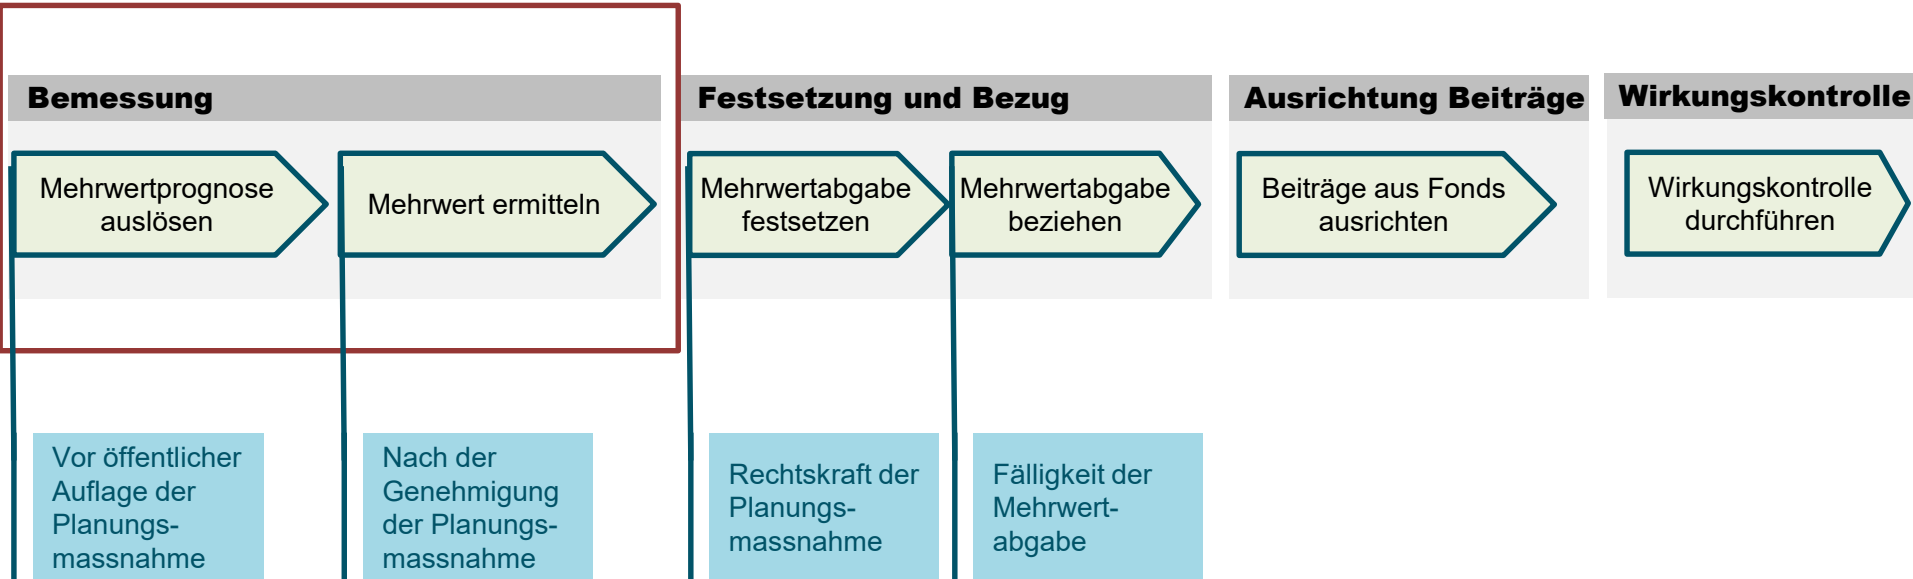 Bemessung
Festsetzung und Bezug
Ausrichtung Beiträge
Wirkungskontrolle
Mehrwertprognose
auslösen
Mehrwert ermitteln
Mehrwertabgabe
festsetzen
Mehrwertabgabe
beziehen
Beiträge aus Fonds
ausrichten
Wirkungskontrolle
durchführen
Vor öffentlicher
Auflage der
Planungs-
massnahme
Nach der
Genehmigung
der Planungs-
massnahme
Rechtskraft der
Planungs-
massnahme
Fälligkeit der
Mehrwert-
abgabe